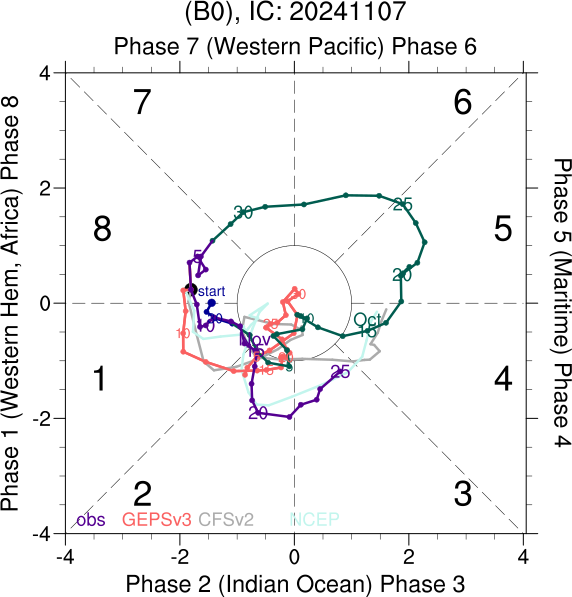 (B0), IC: 20241107
Phase 7 (Western Pacific) Phase 6
4
2
0
-2
-4
-4
-2
0
2
4
7
6
8
5
1
4
2
3
30
25
5
20
start
Oct
15
10
Nov
25
20
obs
GEPSv3
CFSv2
NCEP
Phase 1 (Western Hem, Africa) Phase 8
Phase 5 (Maritime) Phase 4
Phase 2 (Indian Ocean) Phase 3